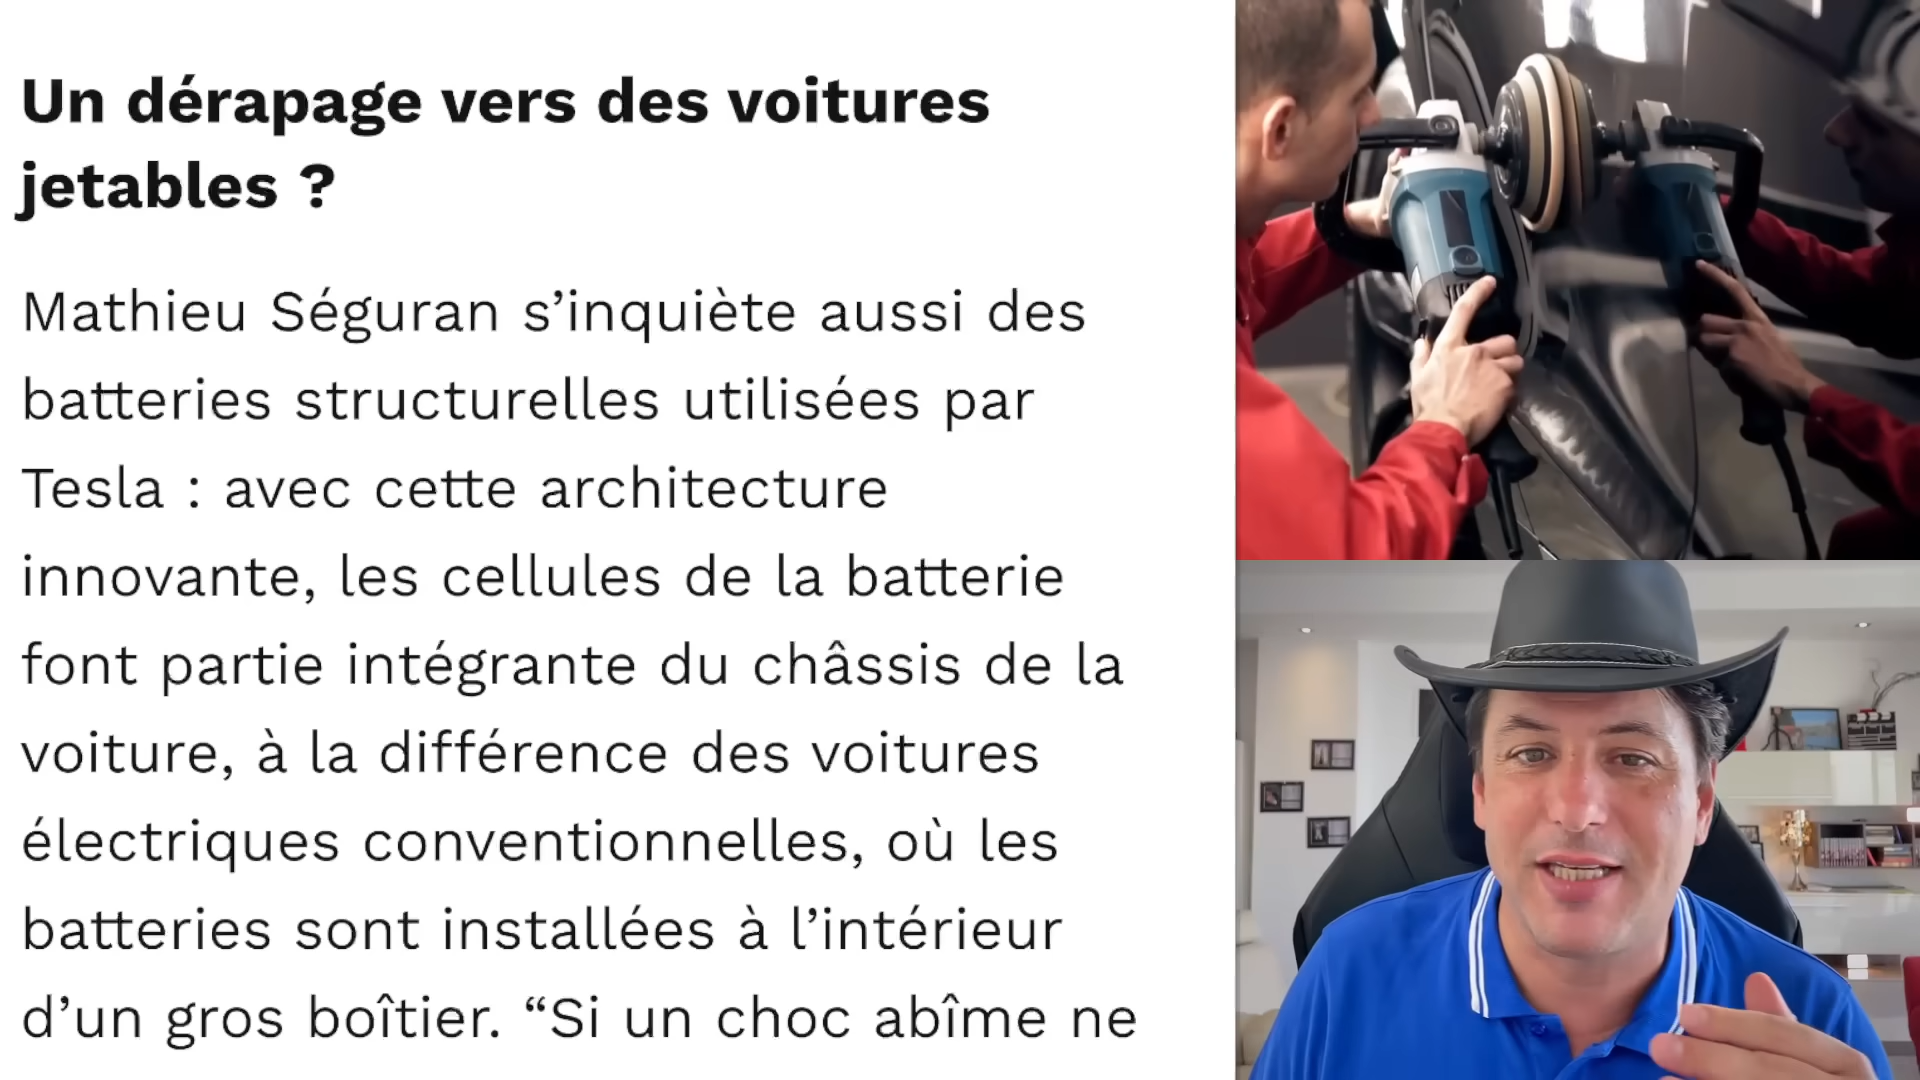 Un dérapage vers des voitures
jetables ?
Mathieu Séguran s’inquiète aussi des
batteries structurelles utilisées par
Tesla : avec cette architecture
innovante, les cellules de la batterie
font partie intégrante du châssis de la
voiture, à la différence des voitures
électriques conventionnelles, où les
batteries sont installées à l’intérieur
d’un gros boîtier. “Si un choc abîme ne